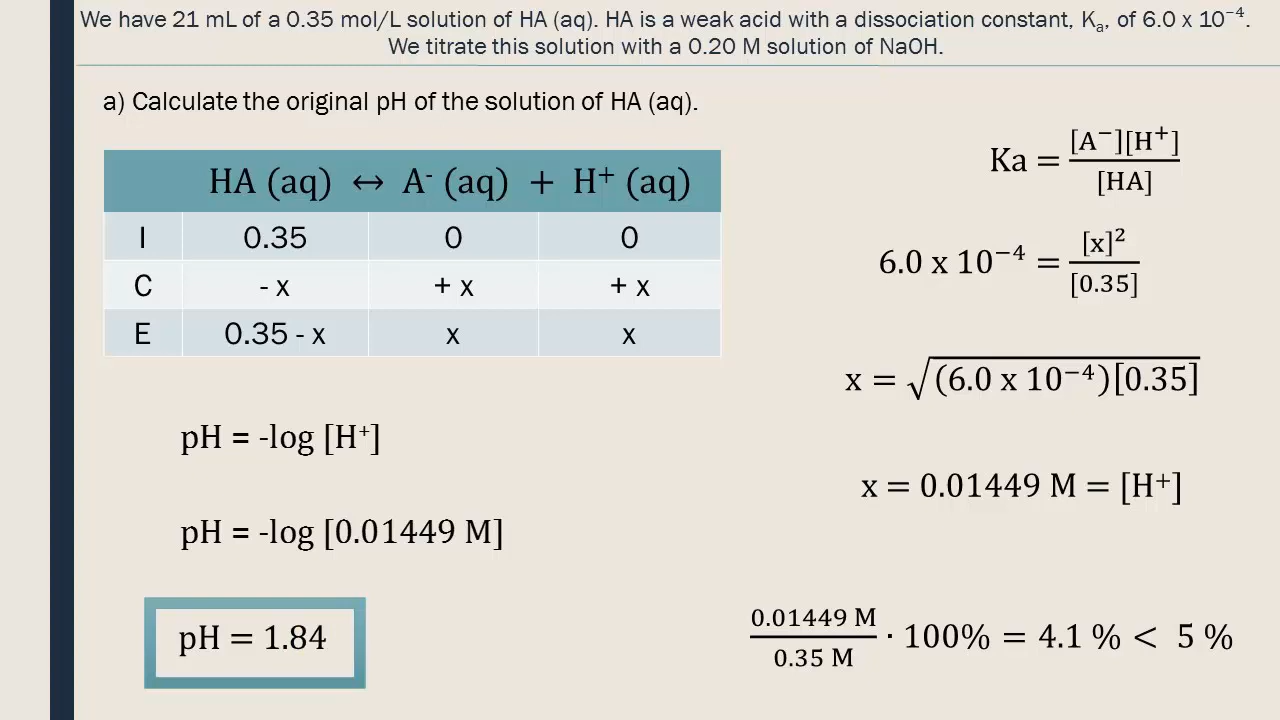 We have 21 mL of a 0.35 mol/L solution of HA (aq). HA is a weak acid with a dissociation constant, Kₐ, of 6.0 x 10⁻⁴.
We titrate this solution with a 0.20 M solution of NaOH.
a) Calculate the original pH of the solution of HA (aq).
HA (aq) ↔ A⁻ (aq) + H⁺ (aq)
I 0.35 0 0
C - x + x + x
E 0.35 - x x x
pH = -log [H⁺]
pH = -log [0.01449 M]
pH = 1.84
Ka = [A⁻][H⁺] / [HA]
6.0 x 10⁻⁴ = [x]² / [0.35]
x = √(6.0 x 10⁻⁴)[0.35]
x = 0.01449 M = [H⁺]
0.01449 M / 0.35 M · 100% = 4.1 % < 5 %